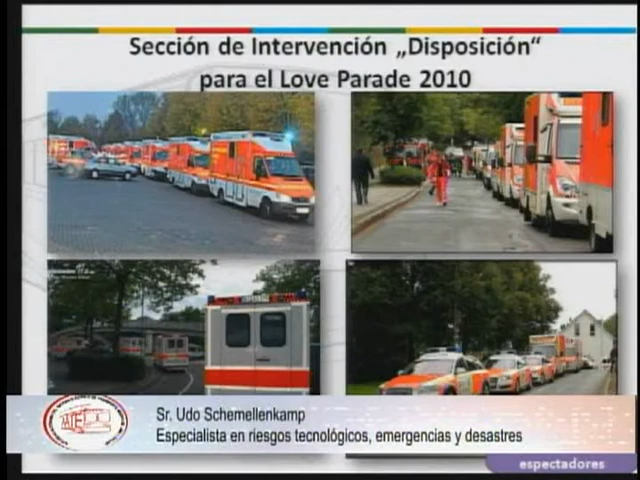 Sección de Intervención „Disposición“
para el Love Parade 2010
Sr. Udo Schemellenkamp
Especialista en riesgos tecnológicos, emergencias y desastres
espectadores